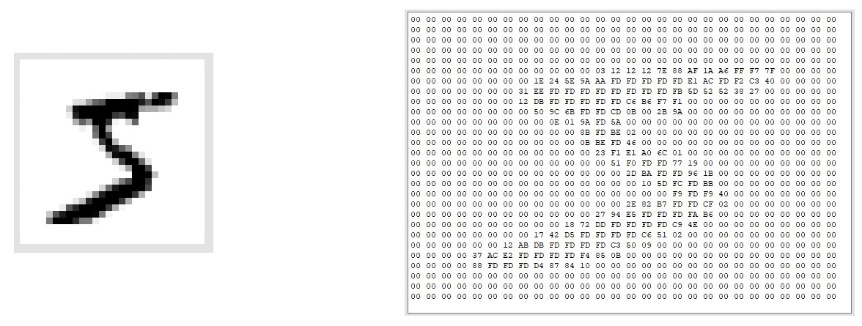 00 00 00 00 00 00 00 00 00 00 00 00 00 00 00 00 00 00 00 00 00 00 00 00 00 00 00 00
00 00 00 00 00 00 00 00 00 00 00 00 00 00 00 00 00 00 00 00 00 00 00 00 00 00 00 00
00 00 00 00 00 00 00 00 00 00 00 00 00 00 00 00 00 00 00 00 00 00 00 00 00 00 00 00
00 00 00 00 00 00 00 00 00 00 00 00 00 00 00 00 00 00 00 00 00 00 00 00 00 00 00 00
00 00 00 00 00 00 00 00 00 00 00 00 00 00 00 00 00 00 00 00 00 00 00 00 00 00 00 00
00 00 00 00 00 00 00 00 00 00 00 00 03 12 12 12 7E 88 AF 1A A6 FF F7 7F 00 00 00 00
00 00 00 00 00 00 00 00 1E 24 5E 9A AA FD FD FD FD FD E1 AC FD F2 C3 40 00 00 00 00
00 00 00 00 00 00 00 31 EE FD FD FD FD FD FD FD FD FB 5D 52 52 38 27 00 00 00 00 00
00 00 00 00 00 00 00 12 DB FD FD FD FD FD C6 B6 F7 F1 00 00 00 00 00 00 00 00 00 00
00 00 00 00 00 00 00 00 50 9C 6B FD FD CD 0B 00 2B 9A 00 00 00 00 00 00 00 00 00 00
00 00 00 00 00 00 00 00 00 0E 01 9A FD 5A 00 00 00 00 00 00 00 00 00 00 00 00 00 00
00 00 00 00 00 00 00 00 00 00 00 8B FD BE 02 00 00 00 00 00 00 00 00 00 00 00 00 00
00 00 00 00 00 00 00 00 00 00 00 0B BE FD 46 00 00 00 00 00 00 00 00 00 00 00 00 00
00 00 00 00 00 00 00 00 00 00 00 00 23 F1 E1 A0 6C 01 00 00 00 00 00 00 00 00 00 00
00 00 00 00 00 00 00 00 00 00 00 00 00 51 F0 FD FD 77 19 00 00 00 00 00 00 00 00 00
00 00 00 00 00 00 00 00 00 00 00 00 00 00 2D BA FD FD 96 1B 00 00 00 00 00 00 00 00
00 00 00 00 00 00 00 00 00 00 00 00 00 00 00 10 5D FC FD BB 00 00 00 00 00 00 00 00
00 00 00 00 00 00 00 00 00 00 00 00 00 00 00 00 00 F9 FD F9 40 00 00 00 00 00 00 00
00 00 00 00 00 00 00 00 00 00 00 00 00 00 2E 82 B7 FD FD CF 02 00 00 00 00 00 00 00
00 00 00 00 00 00 00 00 00 00 00 00 27 94 E5 FD FD FD FA B6 00 00 00 00 00 00 00 00
00 00 00 00 00 00 00 00 00 00 18 72 DD FD FD FD FD C9 4E 00 00 00 00 00 00 00 00 00
00 00 00 00 00 00 00 00 17 42 D5 FD FD FD FD C6 51 02 00 00 00 00 00 00 00 00 00 00
00 00 00 00 00 00 12 AB DB FD FD FD FD C3 50 09 00 00 00 00 00 00 00 00 00 00 00 00
00 00 00 00 37 AC E2 FD FD FD FD F4 85 0B 00 00 00 00 00 00 00 00 00 00 00 00 00 00
00 00 00 00 88 FD FD FD D4 87 84 10 00 00 00 00 00 00 00 00 00 00 00 00 00 00 00 00
00 00 00 00 00 00 00 00 00 00 00 00 00 00 00 00 00 00 00 00 00 00 00 00 00 00 00 00
00 00 00 00 00 00 00 00 00 00 00 00 00 00 00 00 00 00 00 00 00 00 00 00 00 00 00 00
00 00 00 00 00 00 00 00 00 00 00 00 00 00 00 00 00 00 00 00 00 00 00 00 00 00 00 00
5